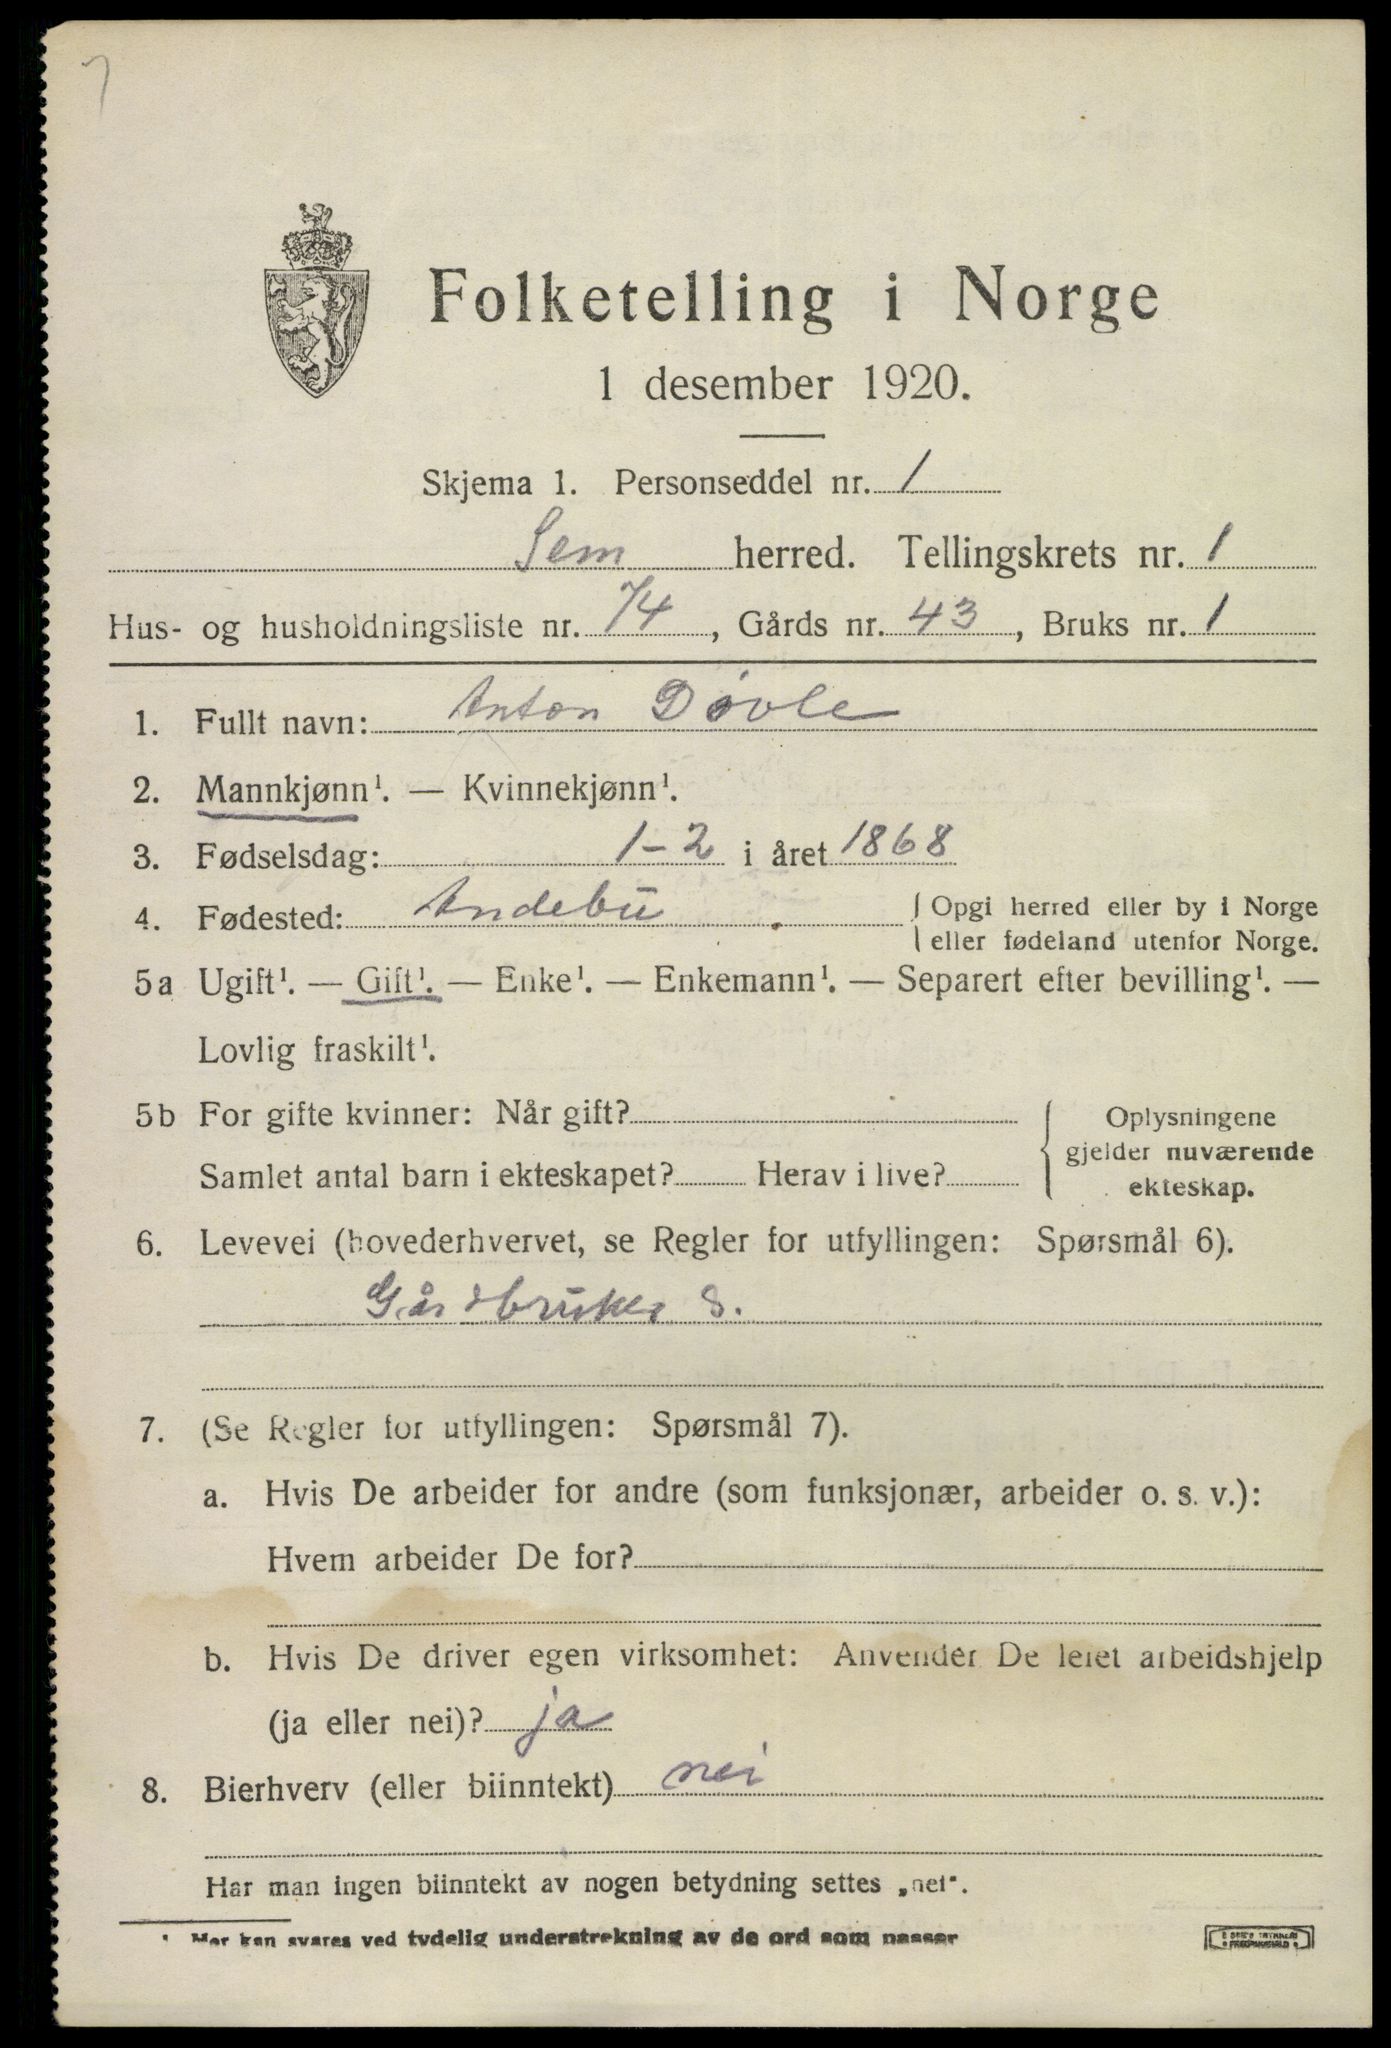 Folketelling i Norge
1 desember 1920.
Skjema 1. Personseddel nr. 1
Sem herred. Tellingskrets nr. 1
Hus- og husholdningsliste nr. 74, Gårds nr. 43, Bruks nr. 1
1. Fullt navn: Anton Døvle
2. Mannkjønn¹. — Kvinnekjønn¹.
3. Fødselsdag: 1-2 i året 1868
4. Fødested: Andebu { Opgi herred eller by i Norge
eller fødeland utenfor Norge.
5a Ugift¹. — Gift¹. — Enke¹. — Enkemann¹. — Separert efter bevilling¹. —
Lovlig fraskilt¹.
5b For gifte kvinner: Når gift?
Samlet antal barn i ekteskapet? Herav i live?
Oplysningene
gjelder nuværende
ekteskap.
6. Levevei (hovederhvervet, se Regler for utfyllingen: Spørsmål 6).
Gårdbruker S.
7. (Se Regler for utfyllingen: Spørsmål 7).
a. Hvis De arbeider for andre (som funksjonær, arbeider o. s. v.):
Hvem arbeider De for?
b. Hvis De driver egen virksomhet: Anvender De leiet arbeidshjelp
(ja eller nei)? ja
8. Bierhverv (eller biinntekt) nei
Har man ingen biinntekt av nogen betydning settes „nei“.
¹ Her kan svares ved tydelig understrekning av de ord som passer